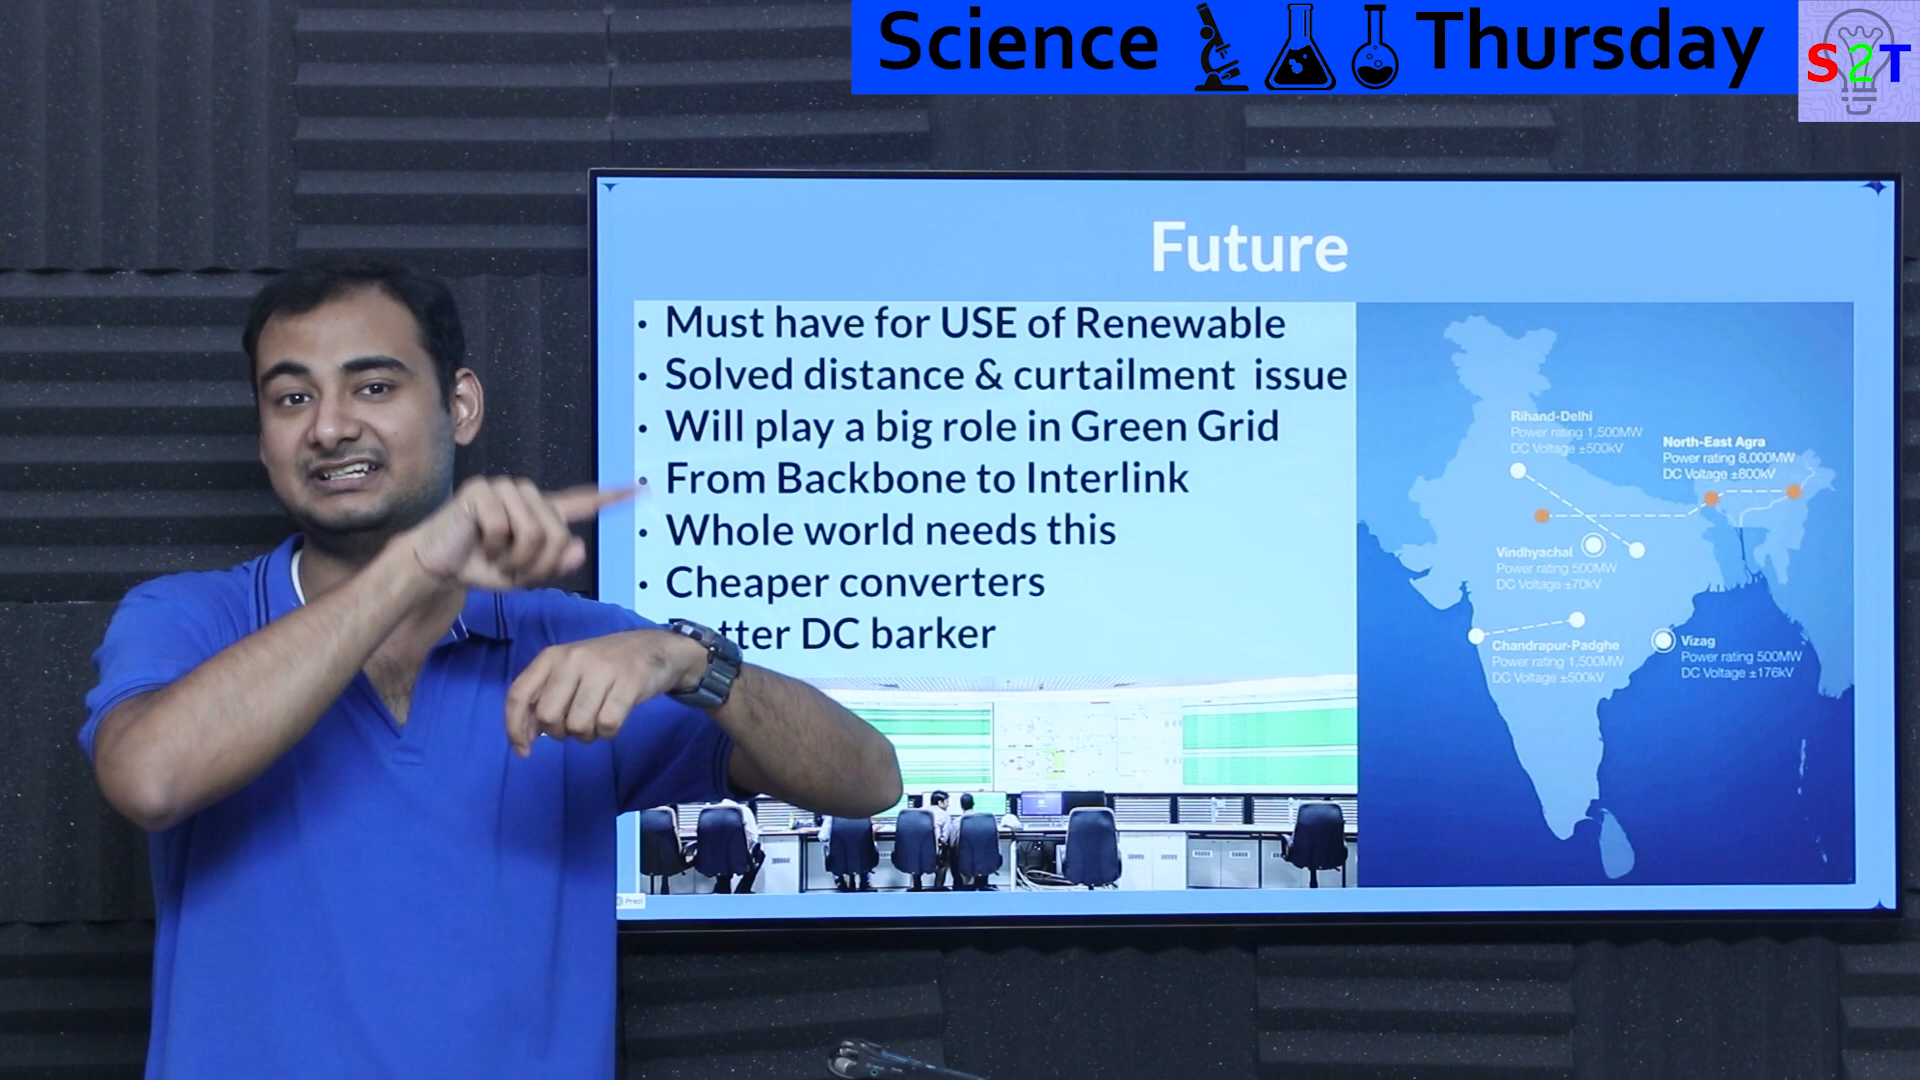 Science Thursday
S2T
Future
• Must have for USE of Renewable
• Solved distance & curtailment issue
• Will play a big role in Green Grid
• From Backbone to Interlink
• Whole world needs this
• Cheaper converters
• Better DC barker
Rihand-Delhi
Power rating 1,500MW
DC Voltage ±500kV
North-East Agra
Power rating 8,000MW
DC Voltage ±800kV
Vindhyachal
Power rating 500MW
DC Voltage ±70kV
Chandrapur-Padghe
Power rating 1,500MW
DC Voltage ±500kV
Vizag
Power rating 500MW
DC Voltage ±176kV
Prezi